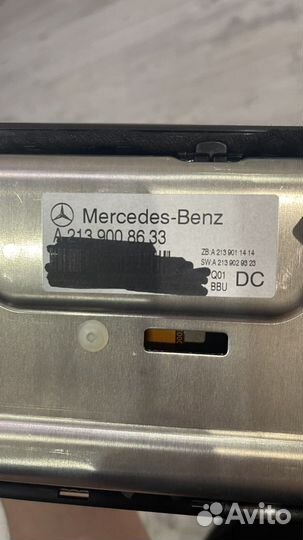 Mercedes-Benz
A 213 900 86 33
ZB:A 213 901 14 14
SW:A 213 902 93 23
Q01
BBU
DC
Avito